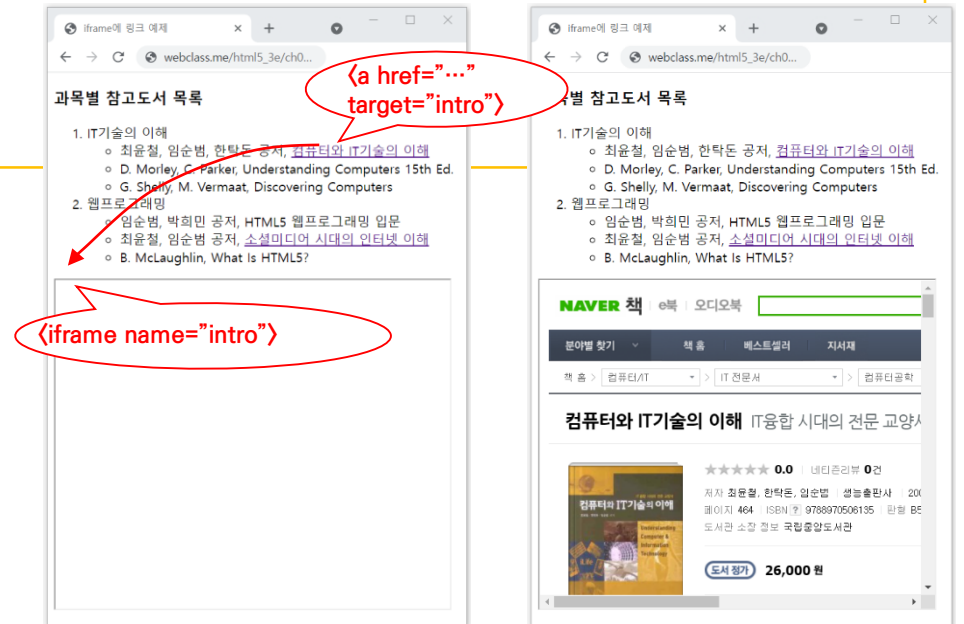 iframe에 링크 예제
webclass.me/html5_3e/ch0...
과목별 참고도서 목록
1. IT기술의 이해
최윤철, 임순범, 한탁돈 공저, 컴퓨터와 IT기술의 이해
D. Morley, C. Parker, Understanding Computers 15th Ed.
G. Shelly, M. Vermaat, Discovering Computers
2. 웹프로그래밍
임순범, 박희민 공저, HTML5 웹프로그래밍 입문
최윤철, 임순범 공저, 소셜미디어 시대의 인터넷 이해
B. McLaughlin, What Is HTML5?
<a href="…"
target="intro">
<iframe name="intro">
iframe에 링크 예제
webclass.me/html5_3e/ch0...
별 참고도서 목록
1. IT기술의 이해
최윤철, 임순범, 한탁돈 공저, 컴퓨터와 IT기술의 이해
D. Morley, C. Parker, Understanding Computers 15th Ed.
G. Shelly, M. Vermaat, Discovering Computers
2. 웹프로그래밍
임순범, 박희민 공저, HTML5 웹프로그래밍 입문
최윤철, 임순범 공저, 소셜미디어 시대의 인터넷 이해
B. McLaughlin, What Is HTML5?
NAVER 책 e북 오디오북
분야별 찾기 책 홈 베스트셀러 지서재
책 홈 > 컴퓨터/IT > IT 전문서 > 컴퓨터공학
컴퓨터와 IT기술의 이해 IT융합 시대의 전문 교양서
★★★★★ 0.0 네티즌리뷰 0건
저자 최윤철, 한탁돈, 임순범 생능출판사 200
페이지 464 ISBN ? 9788970506135 판형 B5
도서관 소장 정보 국립중앙도서관
컴퓨터와 IT기술의 이해
Understanding
Computer &
Information
Technology
도서 정가 26,000 원